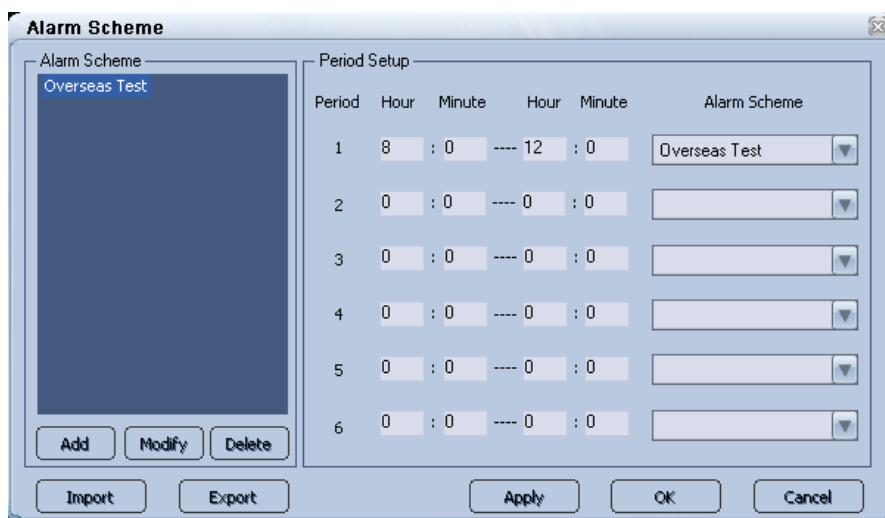 Alarm Scheme
Alarm Scheme
Overseas Test
Add Modify Delete
Import Export
Period Setup
Period Hour Minute Hour Minute Alarm Scheme
1 8 : 0 ---- 12 : 0 Overseas Test
2 0 : 0 ---- 0 : 0
3 0 : 0 ---- 0 : 0
4 0 : 0 ---- 0 : 0
5 0 : 0 ---- 0 : 0
6 0 : 0 ---- 0 : 0
Apply OK Cancel